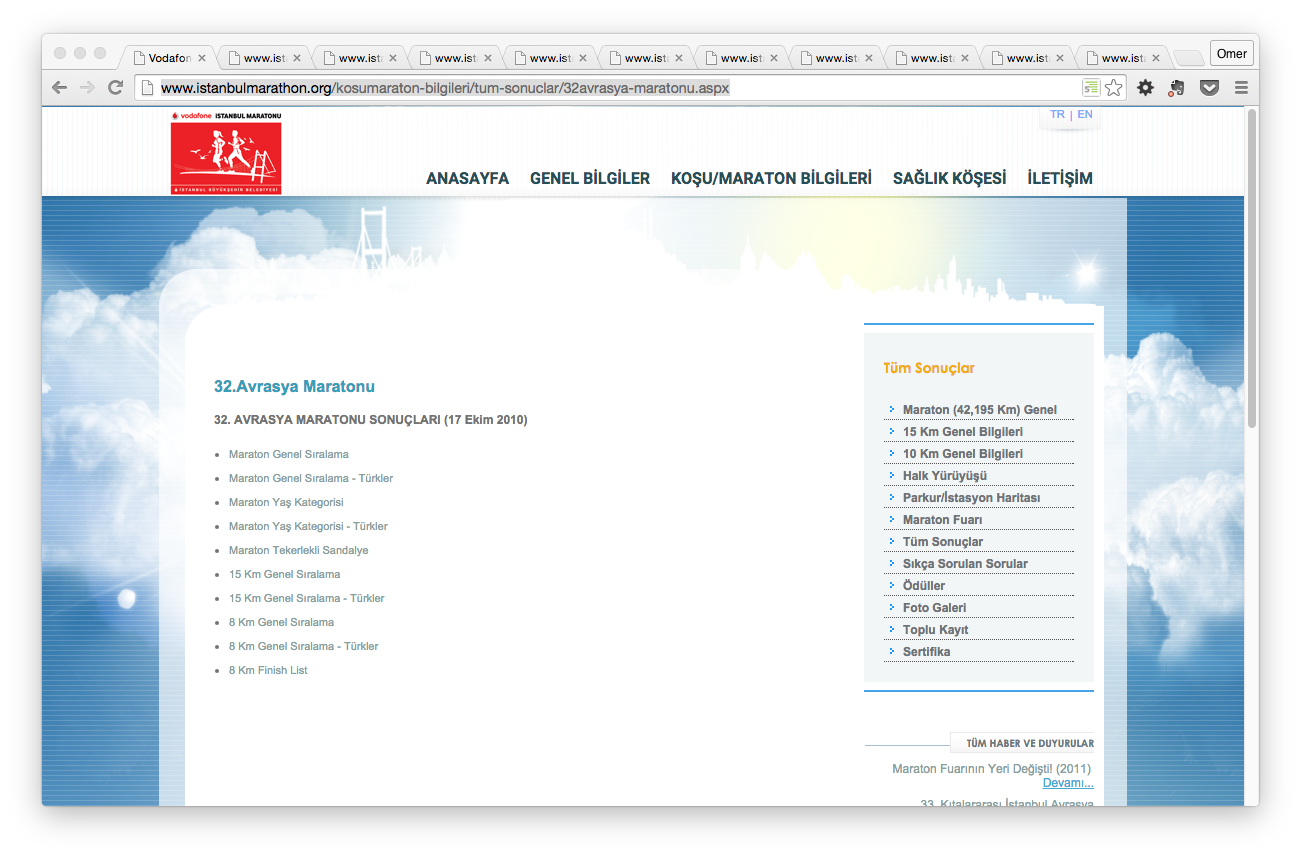 Vodafon
www.ist
www.ist
www.ist
www.ist
www.ist
www.ist
www.ist
www.ist
www.ist
www.ist
Omer
www.istanbulmarathon.org/kosumaraton-bilgileri/tum-sonuclar/32avrasya-maratonu.aspx
TR | EN
vodafone İSTANBUL MARATONU
İSTANBUL BÜYÜKŞEHİR BELEDİYESİ
ANASAYFA GENEL BİLGİLER KOŞU/MARATON BİLGİLERİ SAĞLIK KÖŞESİ İLETİŞİM
32.Avrasya Maratonu
32. AVRASYA MARATONU SONUÇLARI (17 Ekim 2010)
Maraton Genel Sıralama
Maraton Genel Sıralama - Türkler
Maraton Yaş Kategorisi
Maraton Yaş Kategorisi - Türkler
Maraton Tekerlekli Sandalye
15 Km Genel Sıralama
15 Km Genel Sıralama - Türkler
8 Km Genel Sıralama
8 Km Genel Sıralama - Türkler
8 Km Finish List
Tüm Sonuçlar
Maraton (42,195 Km) Genel
15 Km Genel Bilgileri
10 Km Genel Bilgileri
Halk Yürüyüşü
Parkur/İstasyon Haritası
Maraton Fuarı
Tüm Sonuçlar
Sıkça Sorulan Sorular
Ödüller
Foto Galeri
Toplu Kayıt
Sertifika
TÜM HABER VE DUYURULAR
Maraton Fuarının Yeri Değişti! (2011)
Devamı...
33. Kıtalararası İstanbul Avrasya